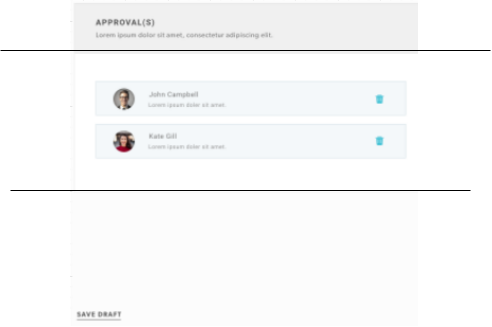 APPROVAL(S)
Lorem ipsum dolor sit amet, consectetur adipiscing elit.
John Campball
Lorem ipsum dolor sit amet.
Kate Gill
Lorem ipsum dolor sit amet.
SAVE DRAFT